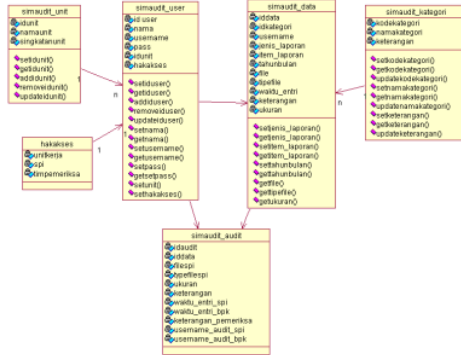 simaudit_unit
idunit
namaunit
singkatanunit
setidunit()
getidunit()
addidunit()
removeidunit()
updateidunit()
simaudit_user
id user
nama
username
pass
idunit
hakakses
setiduser()
getiduser()
addiduser()
removeiduser()
updateiduser()
setnama()
getnama()
setusername()
getusername()
setpass()
getsetpass()
setunit()
sethakakses()
simaudit_data
iddata
idkategori
username
jenis_laporan
item_laporan
tahunbulan
file
tipefile
waktu_entri
keterangan
ukuran
setjenis_laporan()
getjenis_laporan()
setitem_laporan()
getitem_laporan()
settahunbulan()
gettahunbulan()
getfile()
gettipefile()
getukuran()
simaudit_kategori
kodekategori
namakategori
keterangan
setkodekategori()
getkodekategori()
updatekodekategori()
setnamakategori()
getnamakategori()
updatenamakategori()
setketerangan()
getketerangan()
updateketerangan()
1
n
n
hakakses
unitkerja
spi
timpemeriksa
1
1
simaudit_audit
idaudit
iddata
filespi
typefilespi
ukuran
keterangan
waktu_entri_spi
waktu_entri_bpk
keterangan_pemeriksa
username_audit_spi
username_audit_bpk